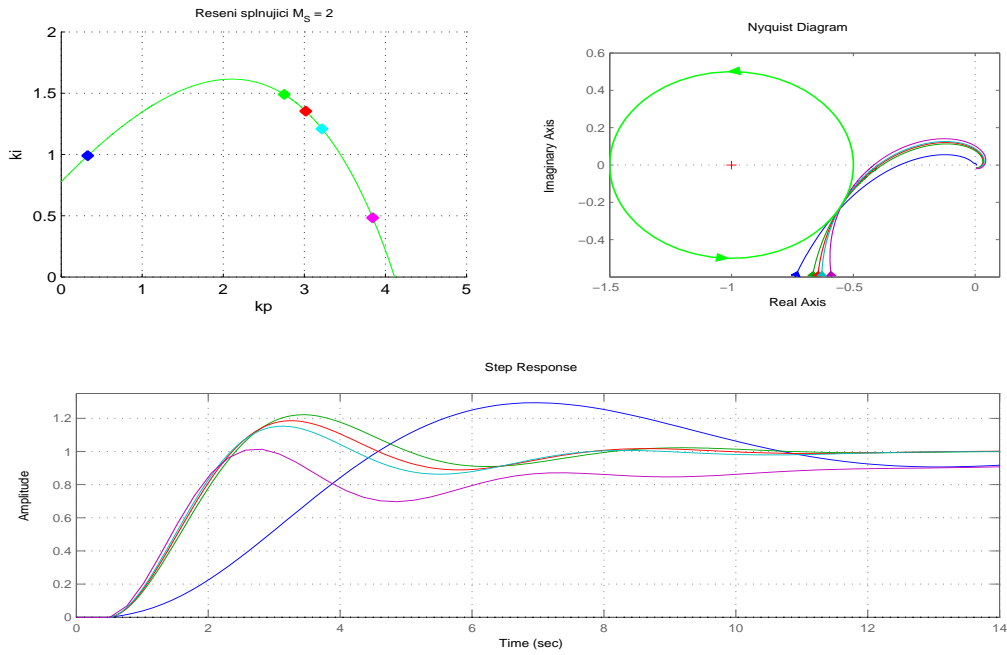 Reseni splnujici M_S = 2
2
1.5
1
0.5
0
0 1 2 3 4 5
ki
kp
Nyquist Diagram
0.6
0.4
0.2
0
−0.2
−0.4
−1.5 −1 −0.5 0
Imaginary Axis
Real Axis
Step Response
1.2
1
0.8
0.6
0.4
0.2
0
0 2 4 6 8 10 12 14
Amplitude
Time (sec)